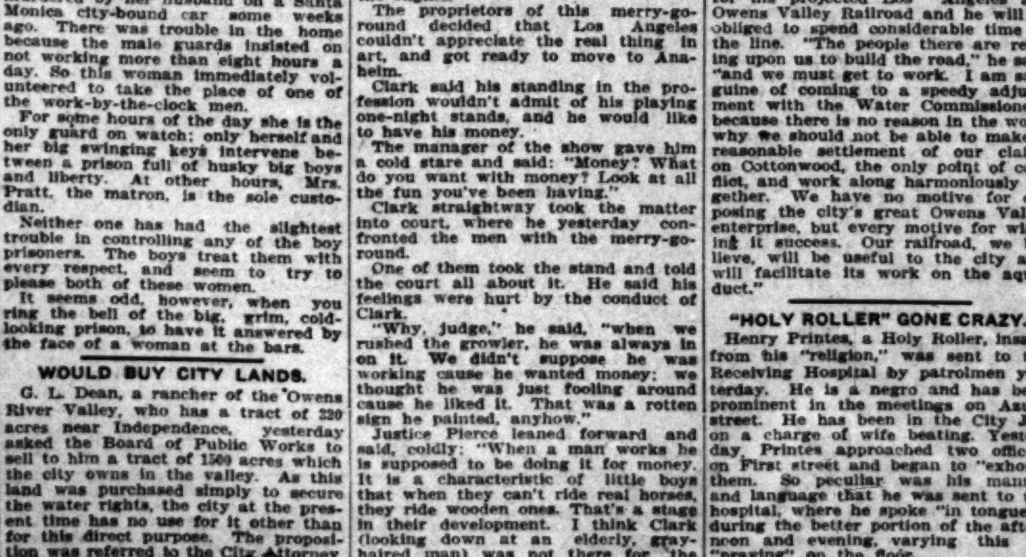 Monica city-bound car some weeks
ago. There was trouble in the home
because the male guards insisted on
not working more than eight hours a
day. So this woman immediately vol-
unteered to take the place of one of
the work-by-the-clock men.
For some hours of the day she is the
only guard on watch; only herself and
her big swinging keys intervene be-
tween a prison full of husky big boys
and liberty. At other hours, Mrs.
Pratt, the matron, is the sole custo-
dian.
Neither one has had the slightest
trouble in controlling any of the boy
prisoners. The boys treat them with
every respect, and seem to try to
please both of these women.
It seems odd, however, when you
ring the bell of the big, grim, cold-
looking prison, to have it answered by
the face of a woman at the bars.
WOULD BUY CITY LANDS.
G. L. Dean, a rancher of the Owens
River Valley, who has a tract of 220
acres near Independence, yesterday
asked the Board of Public Works to
sell to him a tract of 1500 acres which
the city owns in the valley. As this
land was purchased simply to secure
the water rights, the city at the pres-
ent time has no use for it other than
for this direct purpose. The proposi-
tion was referred to the City Attorney
The proprietors of this merry-go-
round decided that Los Angeles
couldn't appreciate the real thing in
art, and got ready to move to Ana-
heim.
Clark said his standing in the pro-
fession wouldn't admit of his playing
one-night stands, and he would like
to have his money.
The manager of the show gave him
a cold stare and said: "Money? What
do you want with money? Look at all
the fun you've been having."
Clark straightway took the matter
into court, where he yesterday con-
fronted the men with the merry-go-
round.
One of them took the stand and told
the court all about it. He said his
feelings were hurt by the conduct of
Clark.
"Why, judge," he said, "when we
rushed the growler, he was always in
on it. We didn't suppose he was
working cause he wanted money; we
thought he was just fooling around
cause he liked it. That was a rotten
sign he painted, anyhow."
Justice Pierce leaned forward and
said, coldly: "When a man works he
is supposed to be doing it for money.
It is a characteristic of little boys
that when they can't ride real horses,
they ride wooden ones. That's a stage
in their development. I think Clark
(looking down at an elderly, gray-
haired man) was not there for the
Owens Valley Railroad and he will
obliged to spend considerable time
the line. "The people there are re
ing upon us to build the road," he sa
"and we must get to work. I am s
guine of coming to a speedy adju
ment with the Water Commissione
because there is no reason in the wo
why we should not be able to make
reasonable settlement of our clai
on Cottonwood, the only point of c
flict, and work along harmoniously
gether. We have no motive for
posing the city's great Owens Val
enterprise, but every motive for wi
ing it success. Our railroad, we
lieve, will be useful to the city a
will facilitate its work on the aq
duct."
"HOLY ROLLER" GONE CRAZY.
Henry Printes, a Holy Roller, insa
from his "religion," was sent to
Receiving Hospital by patrolmen y
terday. He is a negro and has be
prominent in the meetings on Azu
street. He has been in the City J
on a charge of wife beating. Yest
day, Printes approached two offic
on First street and began to "exho
them. So peculiar was his mann
and language that he was sent to
hospital, where he spoke "in tongue
during the better portion of the aft
noon and evening, varying this
"praying" on the